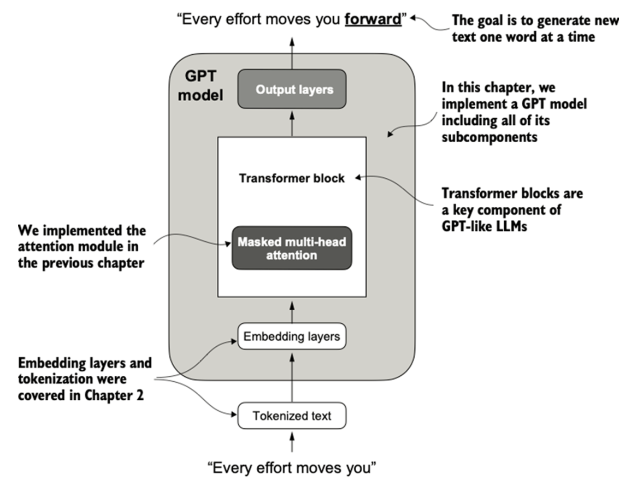 “Every effort moves you forward”
The goal is to generate new
text one word at a time
GPT
model
Output layers
In this chapter, we
implement a GPT model
including all of its
subcomponents
Transformer block
Transformer blocks are
a key component of
GPT-like LLMs
We implemented the
attention module in
the previous chapter
Masked multi-head
attention
Embedding layers
Embedding layers and
tokenization were
covered in Chapter 2
Tokenized text
“Every effort moves you”